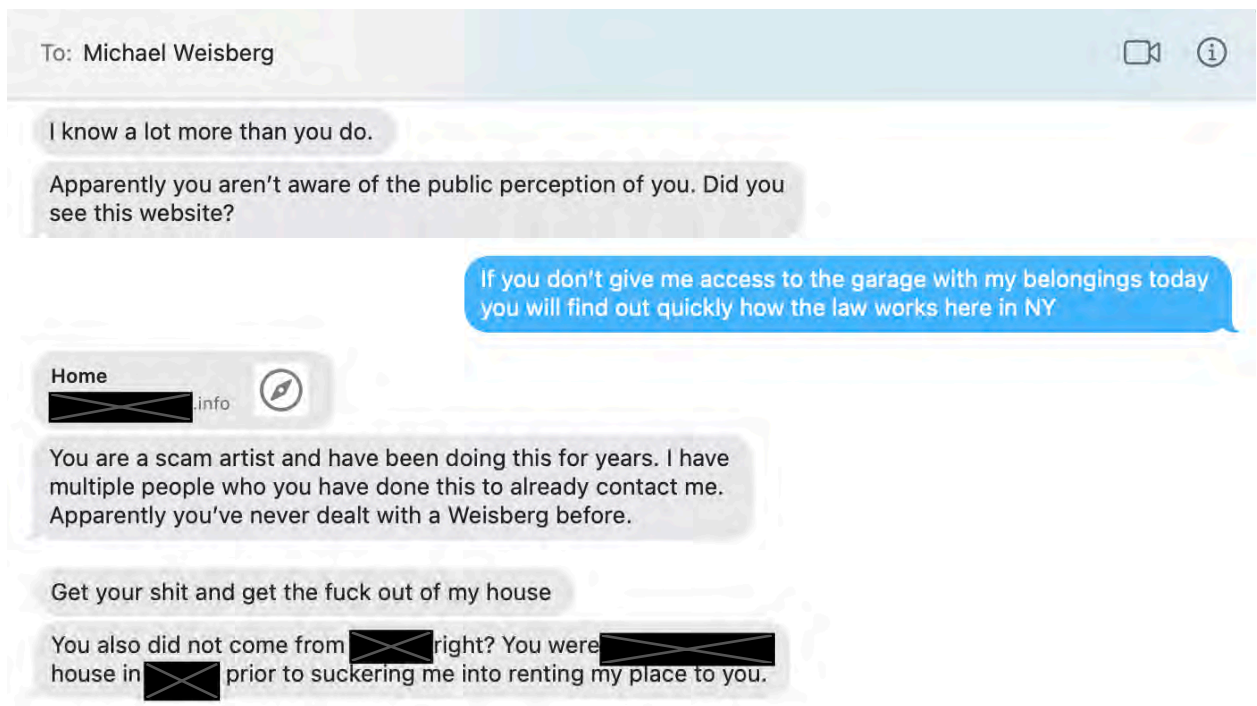 To: Michael Weisberg
I know a lot more than you do.
Apparently you aren’t aware of the public perception of you. Did you
see this website?
If you don’t give me access to the garage with my belongings today
you will find out quickly how the law works here in NY
Home
.info
You are a scam artist and have been doing this for years. I have
multiple people who you have done this to already contact me.
Apparently you’ve never dealt with a Weisberg before.
Get your shit and get the fuck out of my house
You also did not come from right? You were
house in prior to suckering me into renting my place to you.